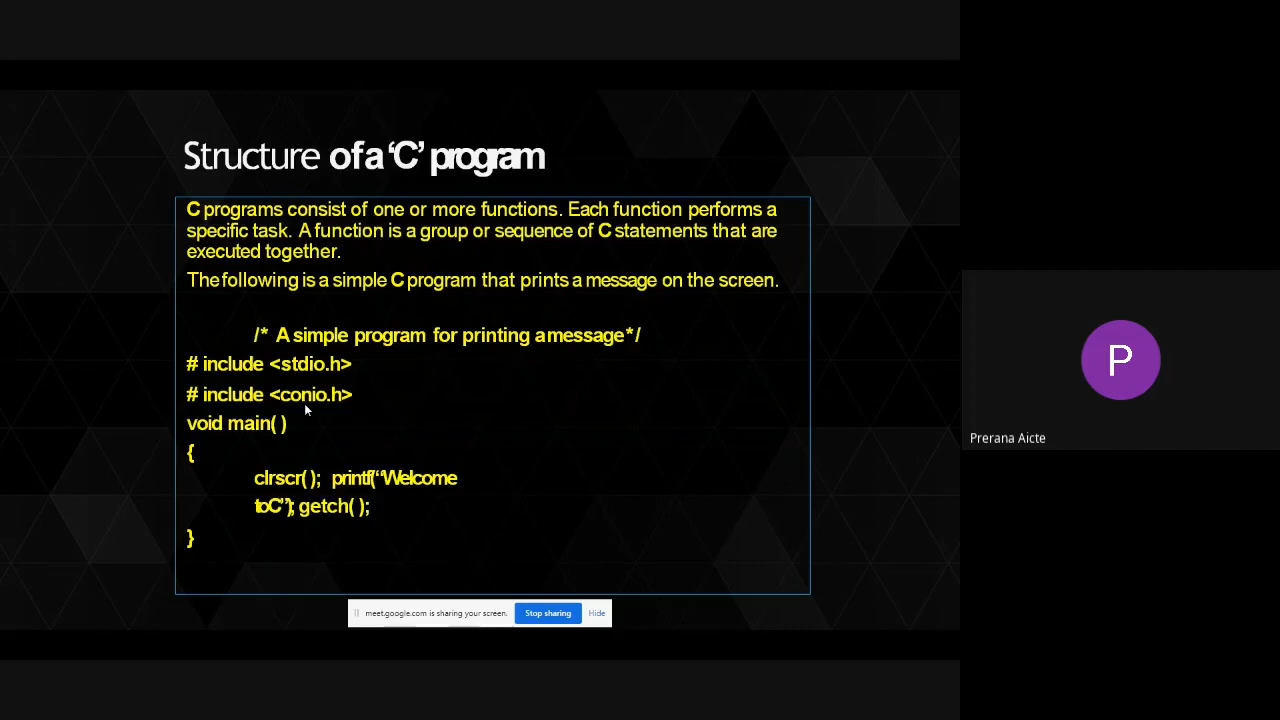 Structure of a ‘C’ program
C programs consist of one or more functions. Each function performs a
specific task. A function is a group or sequence of C statements that are
executed together.
The following is a simple C program that prints a message on the screen.
/* A simple program for printing a message */
# include <stdio.h>
# include <conio.h>
void main( )
{
clrscr( ); printf(“Welcome
to C”); getch( );
}
meet.google.com is sharing your screen. Stop sharing Hide
P
Prerana Aicte